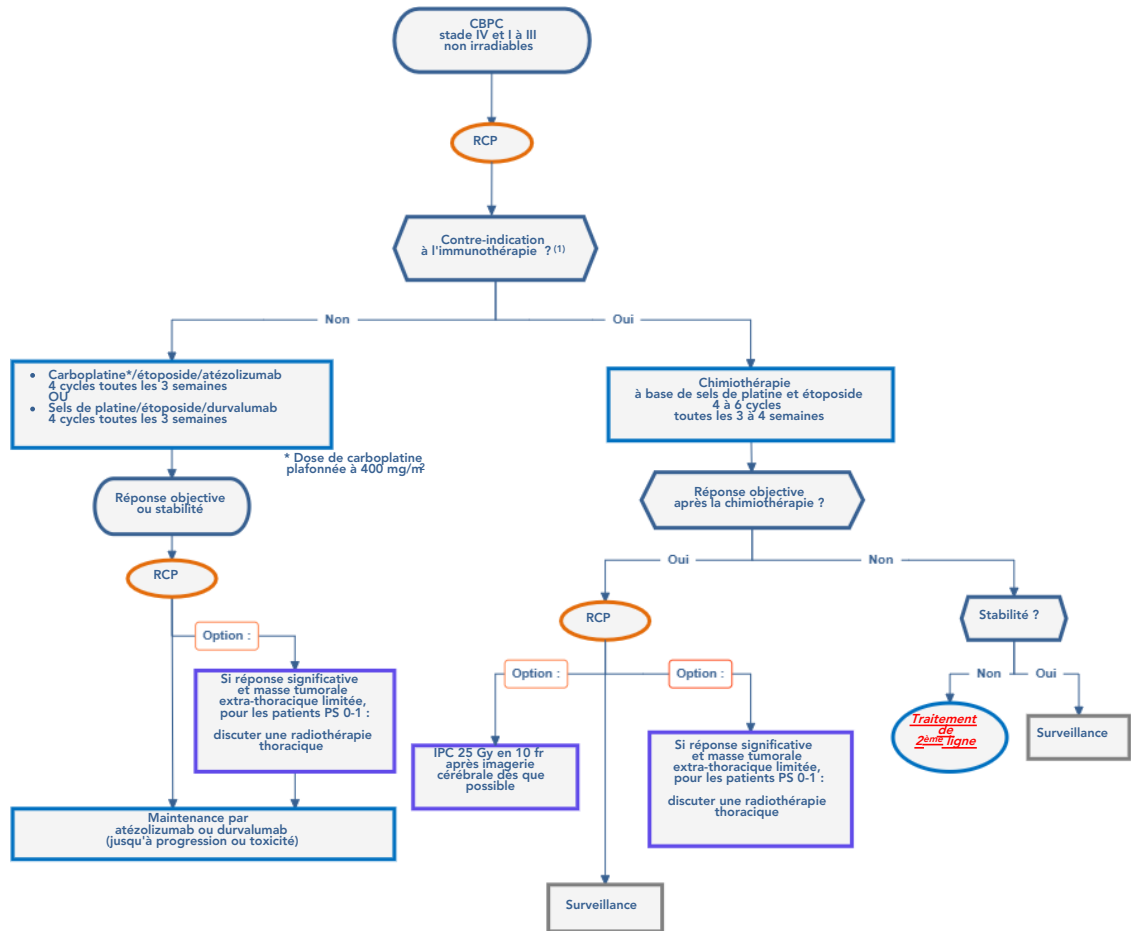 CBPC
stade IV et I à III
non irradiables
RCP
Contre-indication
à l'immunothérapie ? (1)
Non
Oui
• Carboplatine*/étoposide/atézolizumab
4 cycles toutes les 3 semaines
OU
• Sels de platine/étoposide/durvalumab
4 cycles toutes les 3 semaines
* Dose de carboplatine
plafonnée à 400 mg/m²
Chimiothérapie
à base de sels de platine et étoposide
4 à 6 cycles
toutes les 3 à 4 semaines
Réponse objective
ou stabilité
Réponse objective
après la chimiothérapie ?
RCP
Oui
Non
RCP
Stabilité ?
Option :
Option :
Option :
Non
Oui
Si réponse significative
et masse tumorale
extra-thoracique limitée,
pour les patients PS 0-1 :
discuter une radiothérapie
thoracique
IPC 25 Gy en 10 fr
après imagerie
cérébrale dès que
possible
Si réponse significative
et masse tumorale
extra-thoracique limitée,
pour les patients PS 0-1 :
discuter une radiothérapie
thoracique
Traitement
de
2ème ligne
Surveillance
Maintenance par
atézolizumab ou durvalumab
(jusqu'à progression ou toxicité)
Surveillance